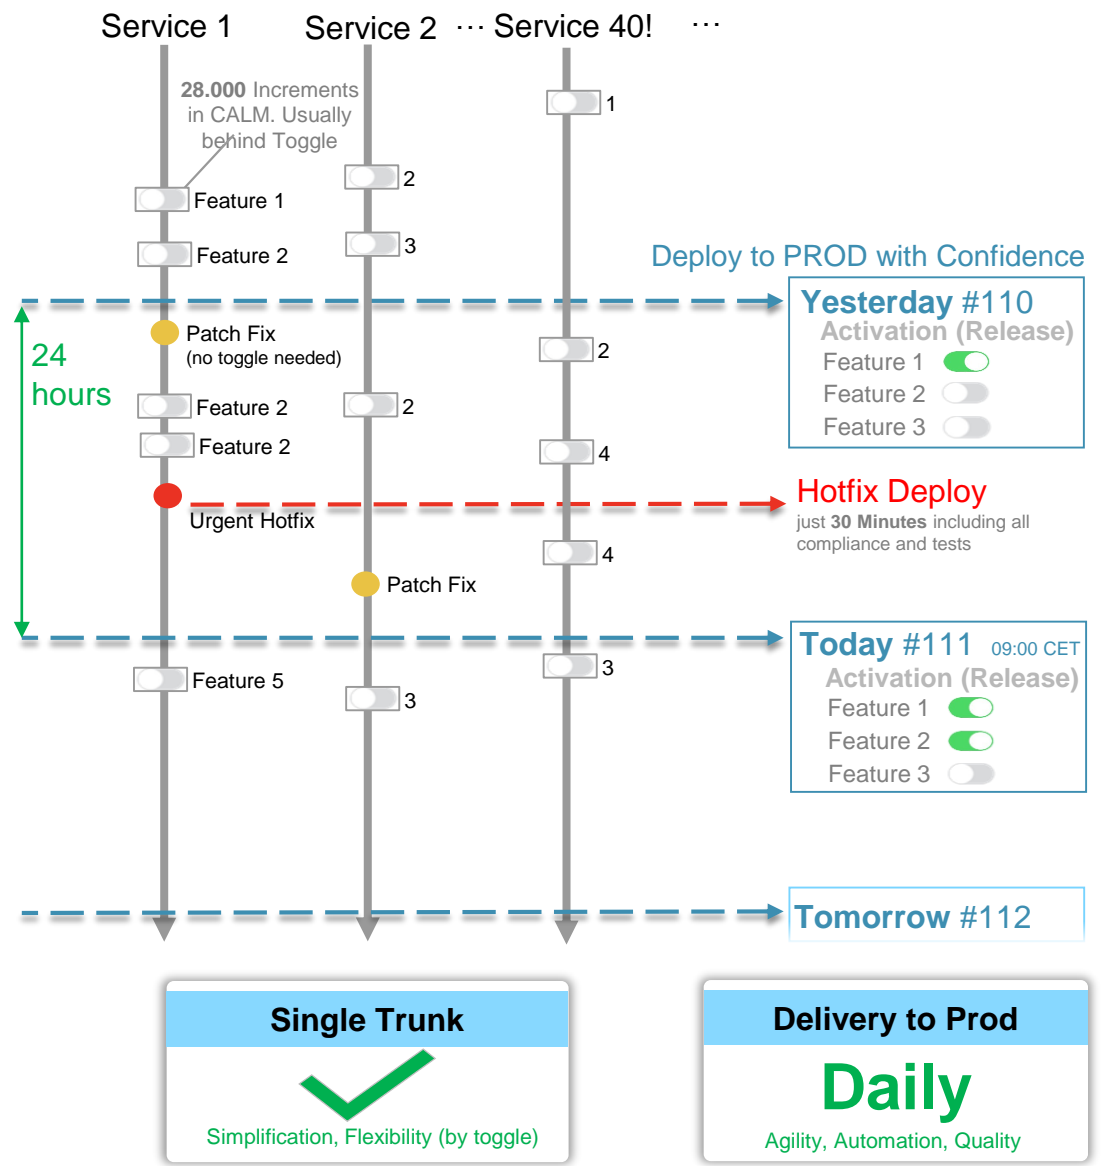 Service 1
Service 2
...
Service 40!
...
28.000 Increments
in CALM. Usually
behind Toggle
1
2
Feature 1
3
Feature 2
Deploy to PROD with Confidence
Yesterday #110
Activation (Release)
Feature 1
Feature 2
Feature 3
24
hours
Patch Fix
(no toggle needed)
2
Feature 2
2
Feature 2
4
Urgent Hotfix
Hotfix Deploy
just 30 Minutes including all
compliance and tests
4
Patch Fix
Today #111 09:00 CET
Activation (Release)
Feature 1
Feature 2
Feature 3
Feature 5
3
3
Tomorrow #112
Single Trunk
Simplification, Flexibility (by toggle)
Delivery to Prod
Daily
Agility, Automation, Quality